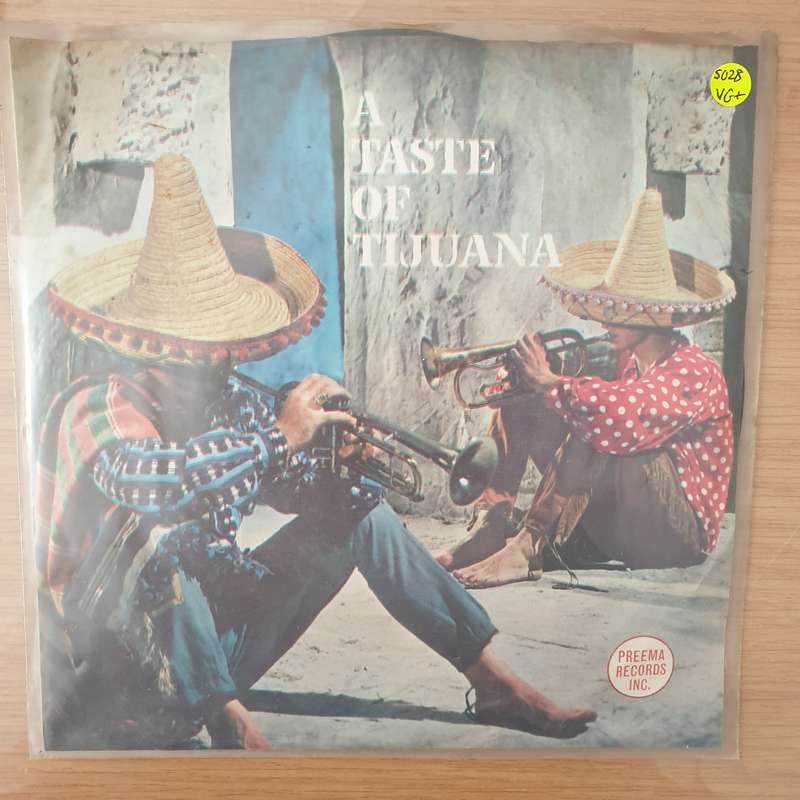 5028
VG+
A
TASTE
OF
TIJUANA
PREEMA
RECORDS
INC.